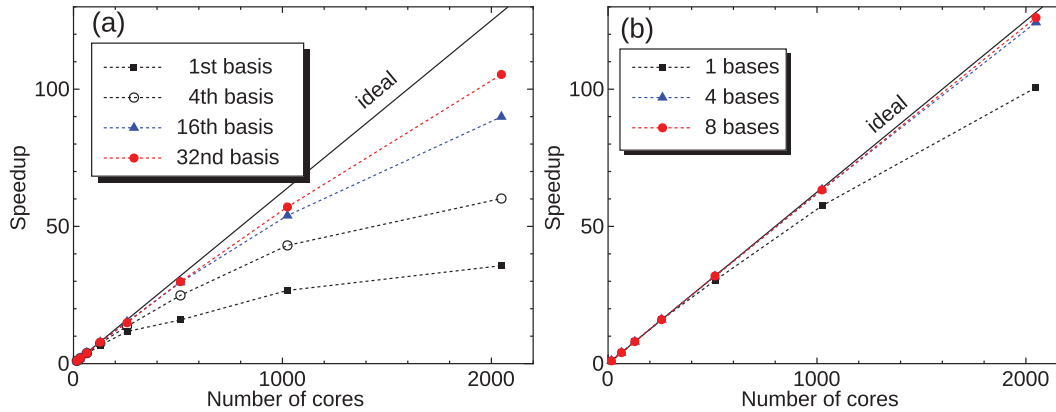 (a)
1st basis
4th basis
16th basis
32nd basis
ideal
Speedup
100
50
0
0
1000
2000
Number of cores
(b)
1 bases
4 bases
8 bases
ideal
Speedup
100
50
0
0
1000
2000
Number of cores